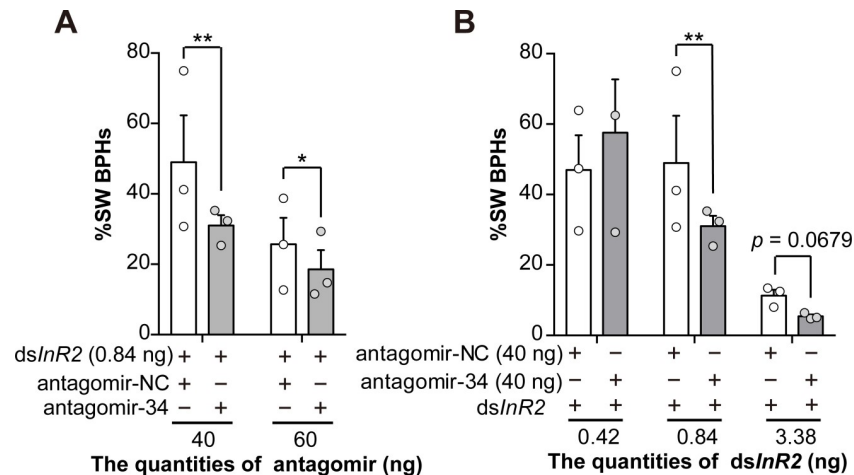 A
%SW BPHs
80
60
40
20
0
**
*
dsInR2 (0.84 ng) + + + +
antagomir-NC + − + −
antagomir-34 − + − +
40 60
The quantities of antagomir (ng)
B
%SW BPHs
80
60
40
20
0
**
p = 0.0679
antagomir-NC (40 ng) + − + − + −
antagomir-34 (40 ng) − + − + − +
dsInR2 + + + + + +
0.42 0.84 3.38
The quantities of dsInR2 (ng)